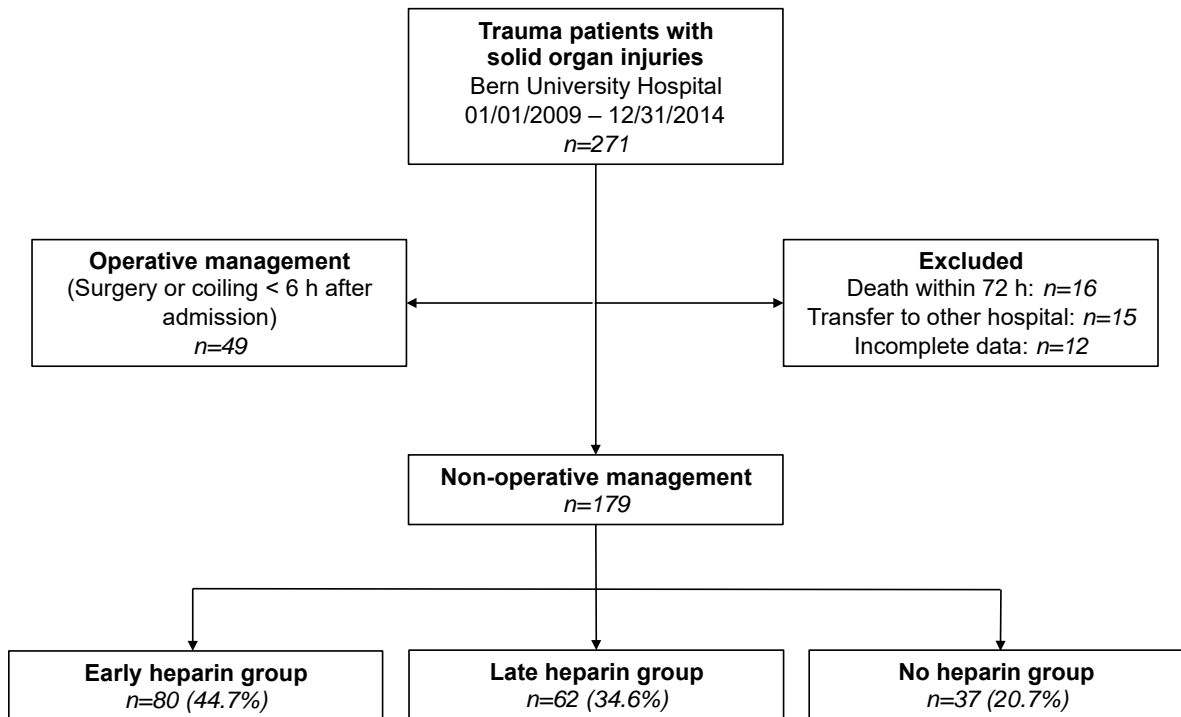 Trauma patients with
solid organ injuries
Bern University Hospital
01/01/2009 – 12/31/2014
n=271
Operative management
(Surgery or coiling < 6 h after
admission)
n=49
Excluded
Death within 72 h: n=16
Transfer to other hospital: n=15
Incomplete data: n=12
Non-operative management
n=179
Early heparin group
n=80 (44.7%)
Late heparin group
n=62 (34.6%)
No heparin group
n=37 (20.7%)